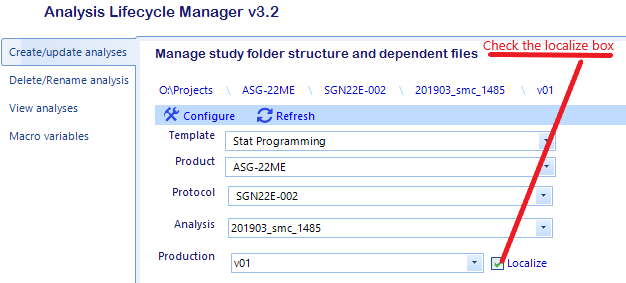 Analysis Lifecycle Manager v3.2
Create/update analyses
Delete/Rename analysis
View analyses
Macro variables
Manage study folder structure and dependent files
Check the localize box
O:\Projects \ ASG-22ME \ SGN22E-002 \ 201903_smc_1485 \ v01
Configure Refresh
Template Stat Programming
Product ASG-22ME
Protocol SGN22E-002
Analysis 201903_smc_1485
Production v01 Localize